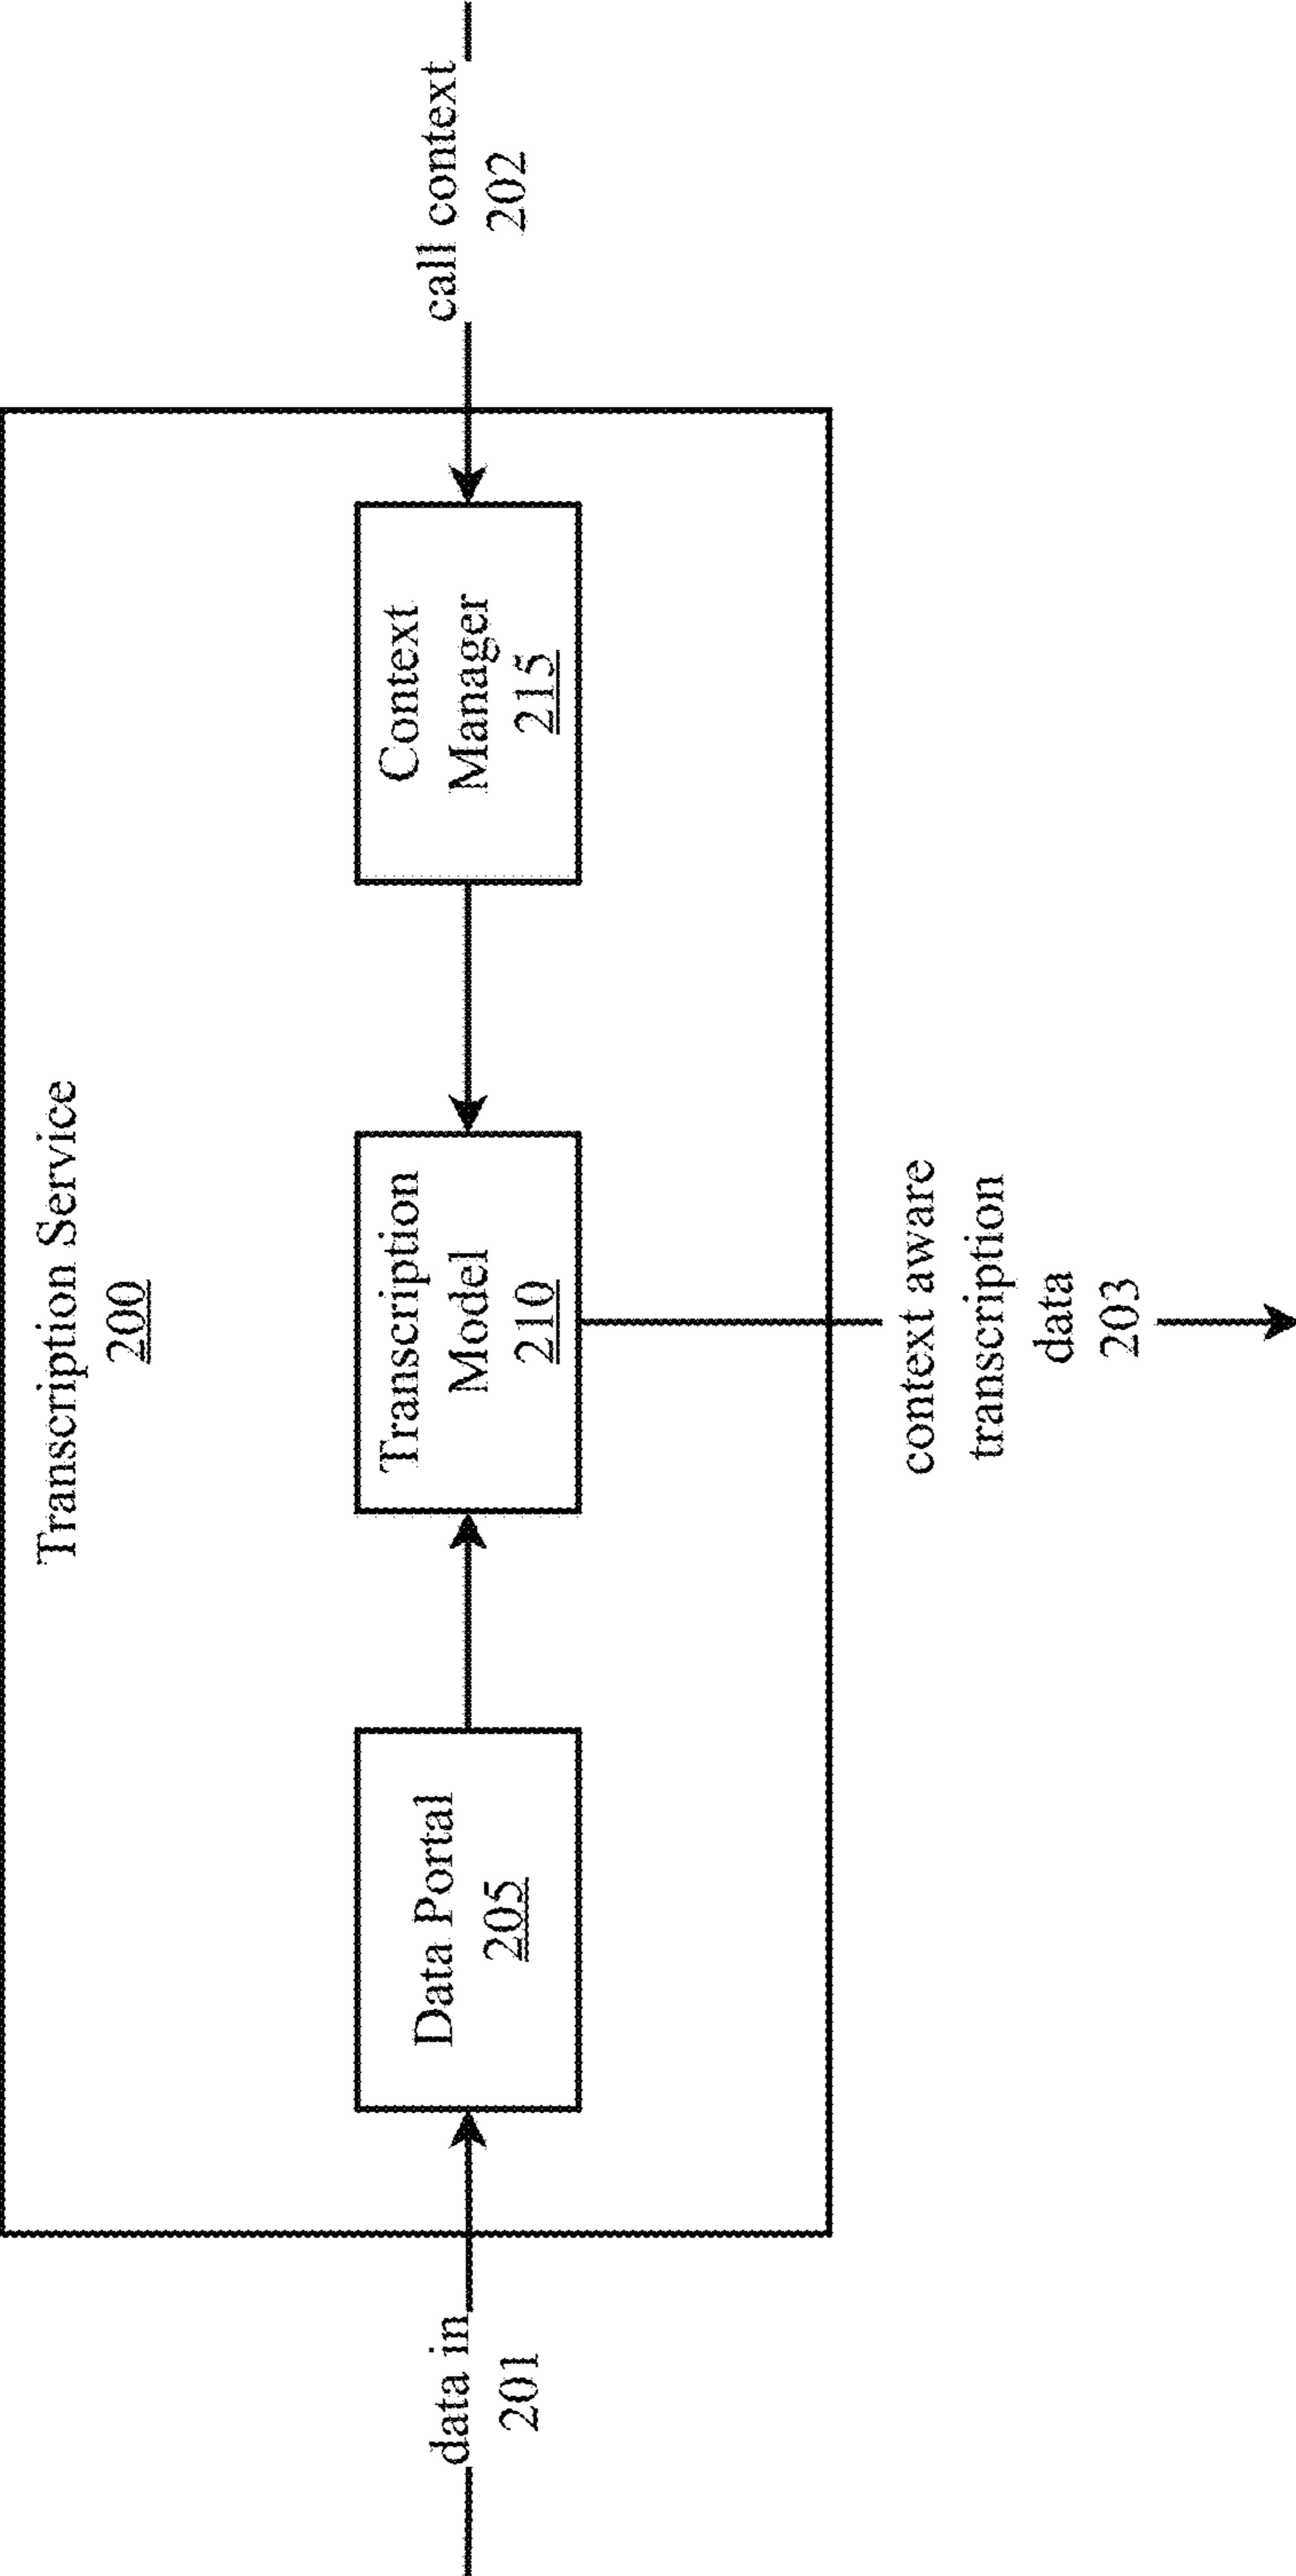 Transcription Service
200
data in
201
Data Portal
205
Transcription
Model
210
Context
Manager
215
call context
202
context aware
transcription
data
203